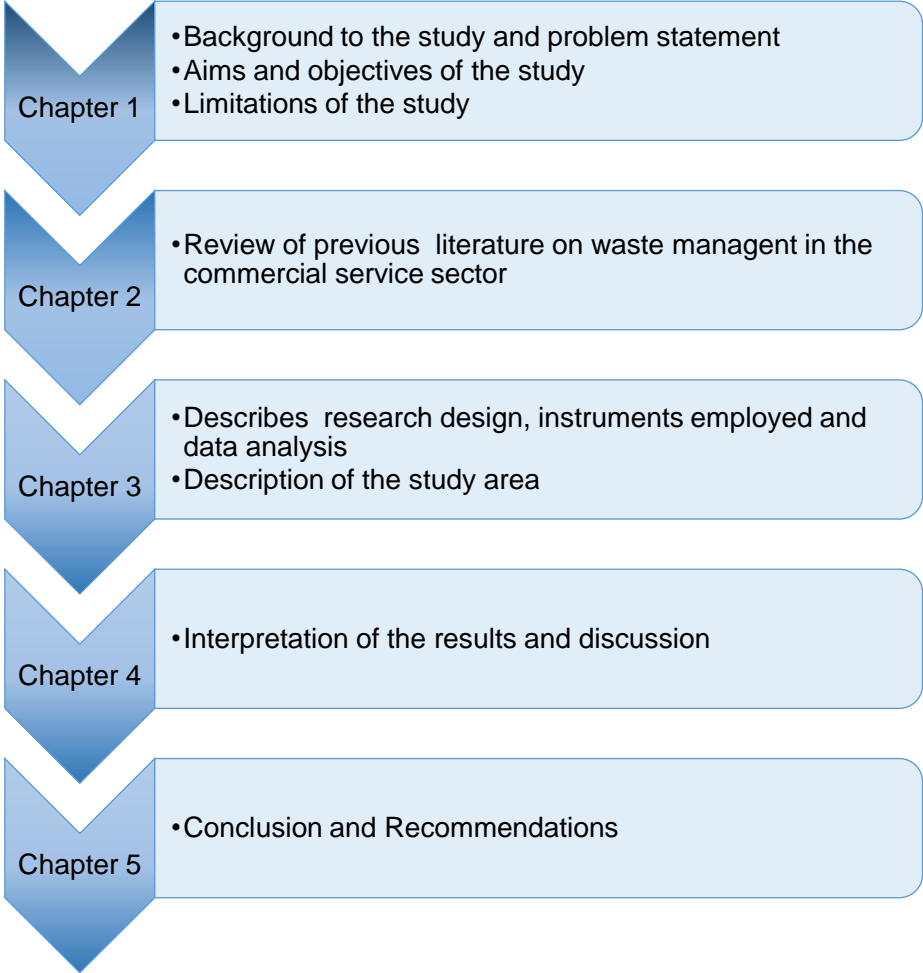 Chapter 1
•Background to the study and problem statement
•Aims and objectives of the study
•Limitations of the study
Chapter 2
•Review of previous  literature on waste managent in the
commercial service sector
Chapter 3
•Describes  research design, instruments employed and
data analysis
•Description of the study area
Chapter 4
•Interpretation of the results and discussion
Chapter 5
•Conclusion and Recommendations